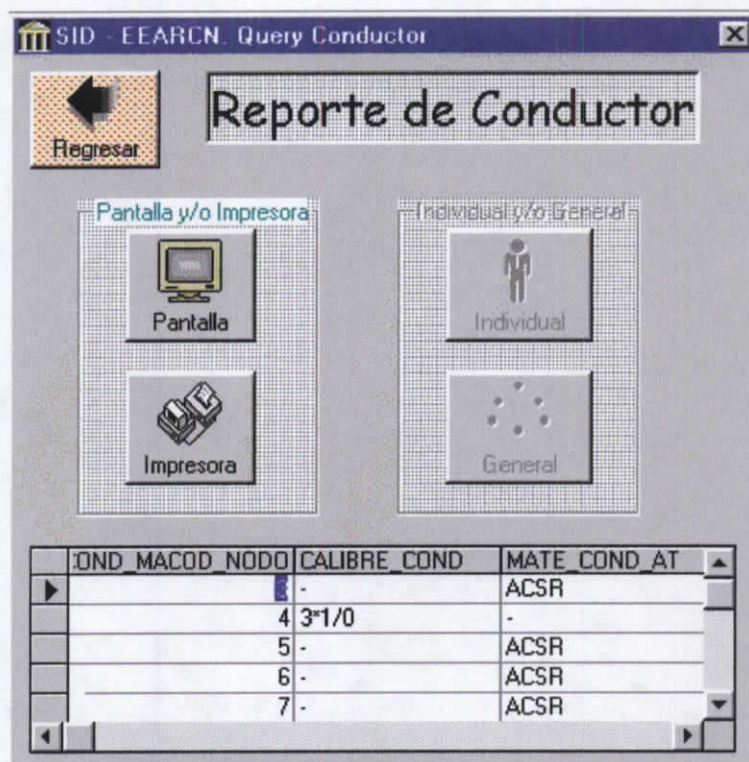 SID - EEARCN. Query Conductor
Regresar
Reporte de Conductor
Pantalla y/o Impresora
Individual y/o General
Pantalla
Individual
Impresora
General
:OND_MACOD_NODO CALIBRE_COND MATE_COND_AT
- ACSR
4 3*1/0 -
5 - ACSR
6 - ACSR
7 - ACSR